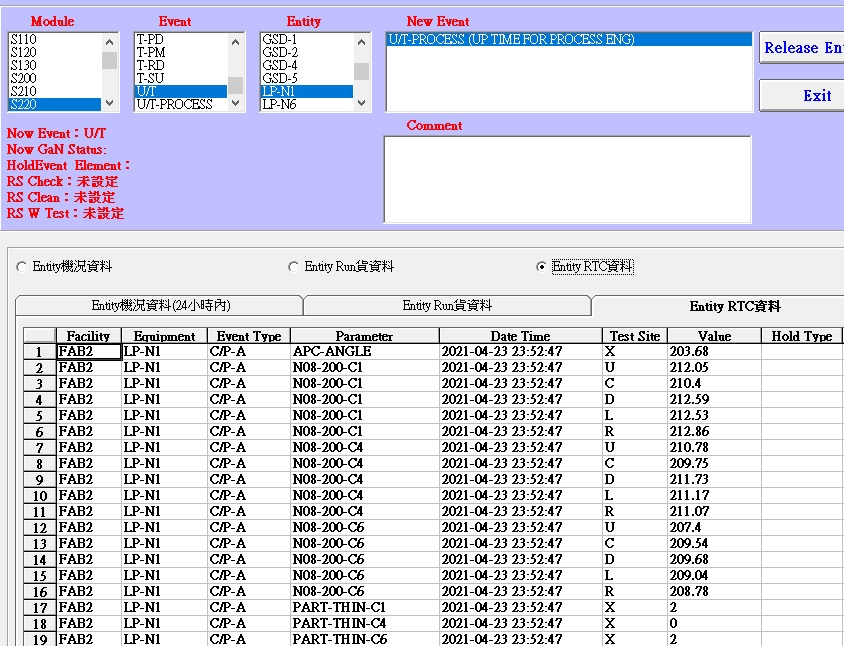 Module Event Entity New Event
S110 T-PD GSD-1 U/T-PROCESS (UP TIME FOR PROCESS ENG)
S120 T-PM GSD-2
S130 T-RD GSD-4
S200 T-SU GSD-5
S210 U/T LP-N1
S220 U/T-PROCESS LP-N6
Release En
Exit
Comment
Now Event：U/T
Now GaN Status:
HoldEvent Element：
RS Check：未設定
RS Clean：未設定
RS W Test：未設定
Entity機況資料 Entity Run貨資料 Entity RTC資料
Entity機況資料(24小時內) Entity Run貨資料 Entity RTC資料
Facility Equipment Event Type Parameter Date Time Test Site Value Hold Type
1 FAB2 LP-N1 C/P-A APC-ANGLE 2021-04-23 23:52:47 X 203.68
2 FAB2 LP-N1 C/P-A N08-200-C1 2021-04-23 23:52:47 U 212.05
3 FAB2 LP-N1 C/P-A N08-200-C1 2021-04-23 23:52:47 C 210.4
4 FAB2 LP-N1 C/P-A N08-200-C1 2021-04-23 23:52:47 D 212.59
5 FAB2 LP-N1 C/P-A N08-200-C1 2021-04-23 23:52:47 L 212.53
6 FAB2 LP-N1 C/P-A N08-200-C1 2021-04-23 23:52:47 R 212.86
7 FAB2 LP-N1 C/P-A N08-200-C4 2021-04-23 23:52:47 U 210.78
8 FAB2 LP-N1 C/P-A N08-200-C4 2021-04-23 23:52:47 C 209.75
9 FAB2 LP-N1 C/P-A N08-200-C4 2021-04-23 23:52:47 D 211.73
10 FAB2 LP-N1 C/P-A N08-200-C4 2021-04-23 23:52:47 L 211.17
11 FAB2 LP-N1 C/P-A N08-200-C4 2021-04-23 23:52:47 R 211.07
12 FAB2 LP-N1 C/P-A N08-200-C6 2021-04-23 23:52:47 U 207.4
13 FAB2 LP-N1 C/P-A N08-200-C6 2021-04-23 23:52:47 C 209.54
14 FAB2 LP-N1 C/P-A N08-200-C6 2021-04-23 23:52:47 D 209.68
15 FAB2 LP-N1 C/P-A N08-200-C6 2021-04-23 23:52:47 L 209.04
16 FAB2 LP-N1 C/P-A N08-200-C6 2021-04-23 23:52:47 R 208.78
17 FAB2 LP-N1 C/P-A PART-THIN-C1 2021-04-23 23:52:47 X 2
18 FAB2 LP-N1 C/P-A PART-THIN-C4 2021-04-23 23:52:47 X 0
19 FAB2 LP-N1 C/P-A PART-THIN-C6 2021-04-23 23:52:47 X 2